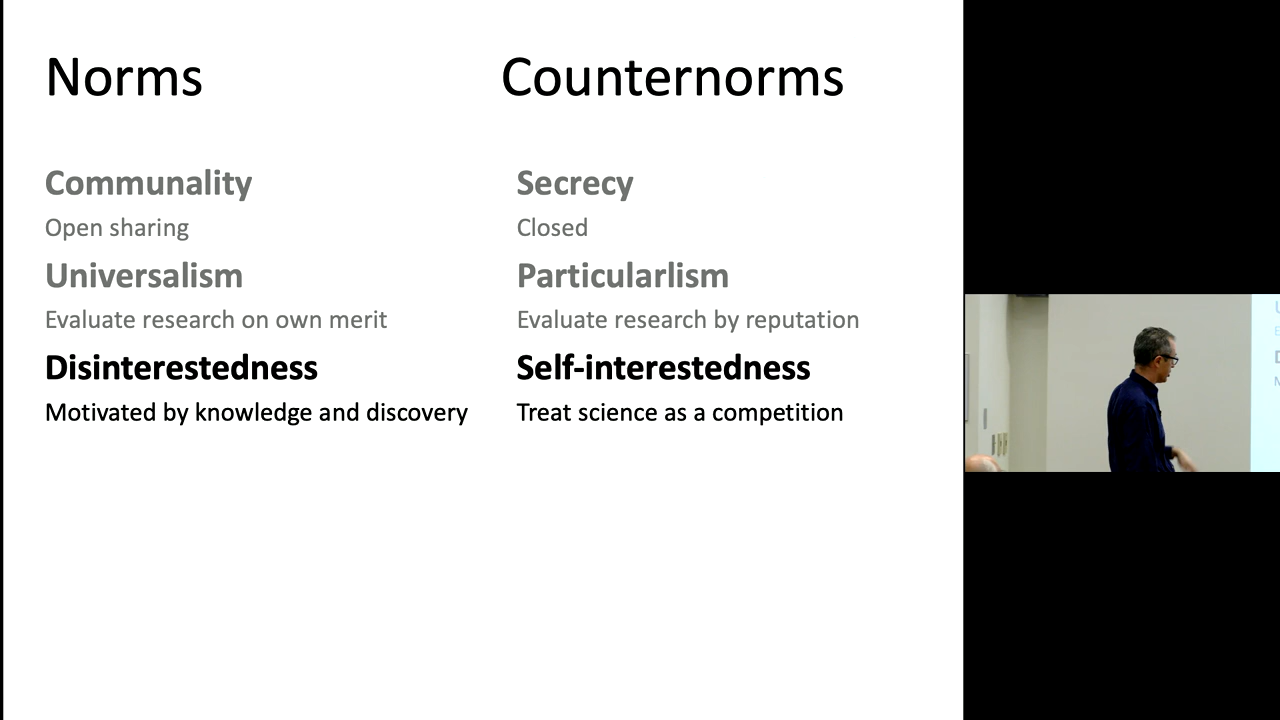 Norms
Counternorms
Communality
Secrecy
Open sharing
Closed
Universalism
Particularlism
Evaluate research on own merit
Evaluate research by reputation
Disinterestedness
Self-interestedness
Motivated by knowledge and discovery
Treat science as a competition